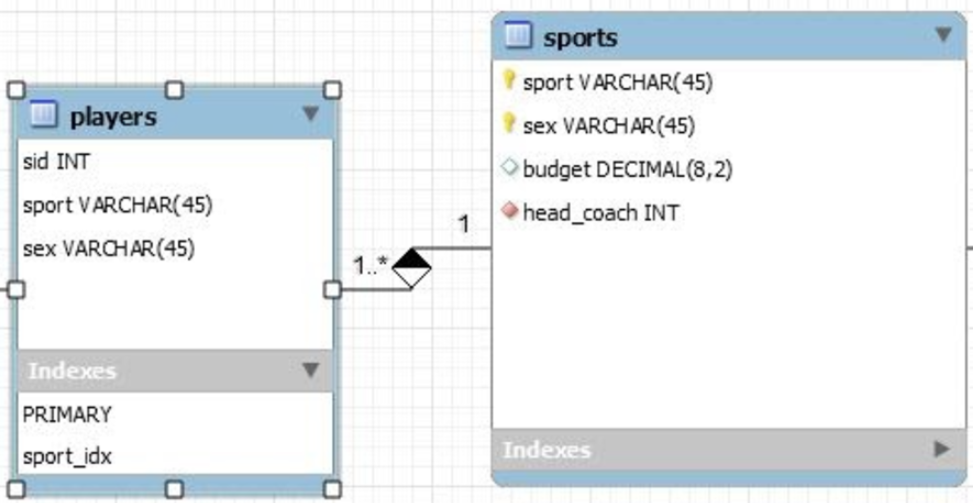 players
sid INT
sport VARCHAR(45)
sex VARCHAR(45)
Indexes
PRIMARY
sport_idx
1..*
1
sports
sport VARCHAR(45)
sex VARCHAR(45)
budget DECIMAL(8,2)
head_coach INT
Indexes